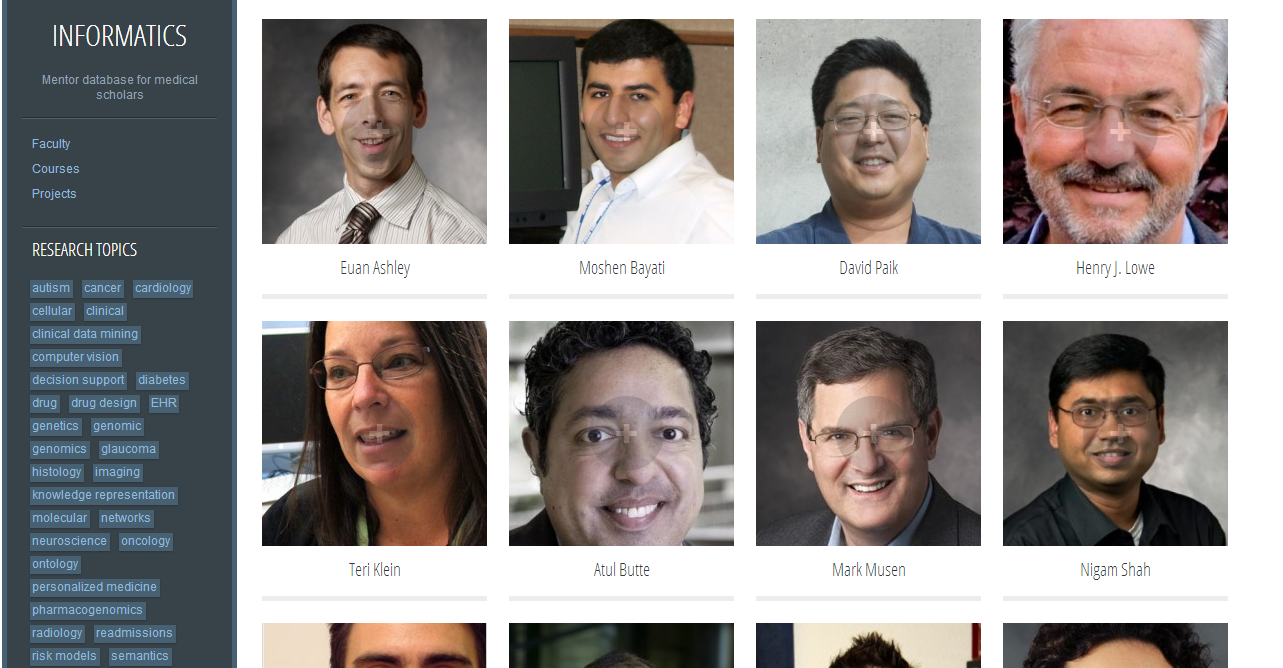 INFORMATICS
Mentor database for medical
scholars
Faculty
Courses
Projects
RESEARCH TOPICS
autism cancer cardiology
cellular clinical
clinical data mining
computer vision
decision support diabetes
drug drug design EHR
genetics genomic
genomics glaucoma
histology imaging
knowledge representation
molecular networks
neuroscience oncology
ontology
personalized medicine
pharmacogenomics
radiology readmissions
risk models semantics
Euan Ashley Moshen Bayati David Paik Henry J. Lowe
Teri Klein Atul Butte Mark Musen Nigam Shah